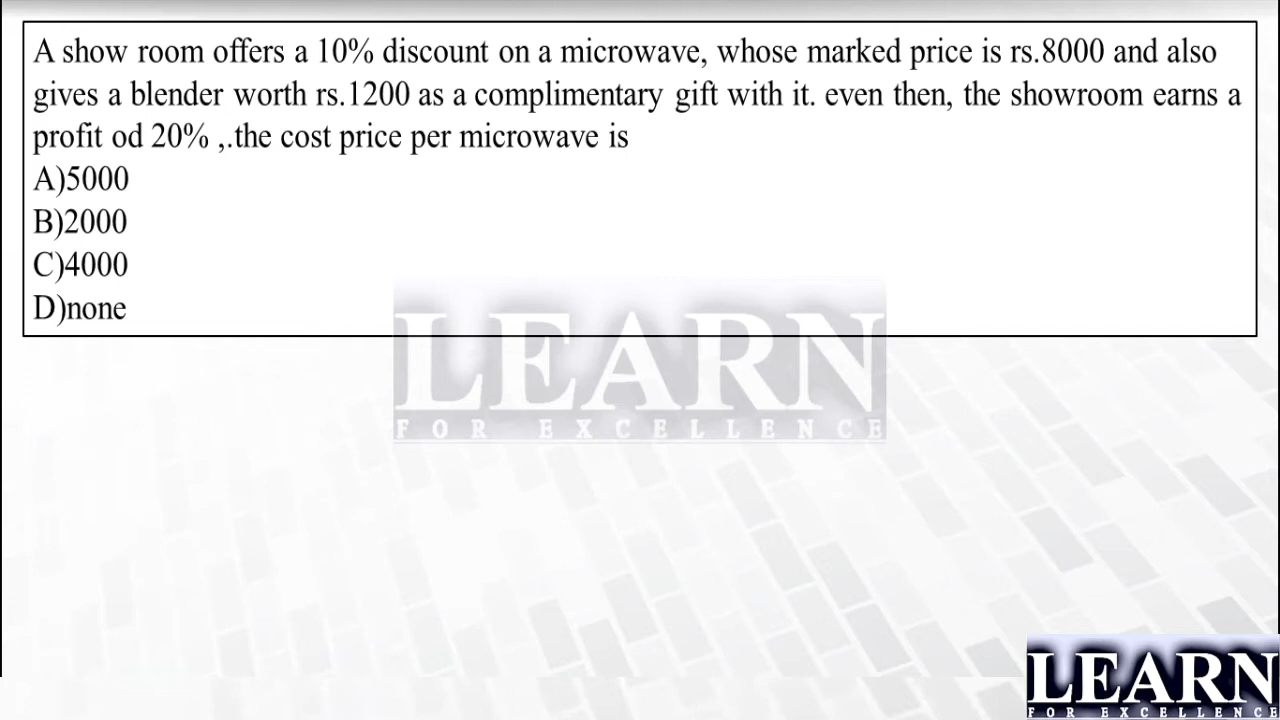 A show room offers a 10% discount on a microwave, whose marked price is rs.8000 and also
gives a blender worth rs.1200 as a complimentary gift with it. even then, the showroom earns a
profit od 20% ,.the cost price per microwave is
A)5000
B)2000
C)4000
D)none
LEARN
FOR EXCELLENCE
LEARN
FOR EXCELLENCE